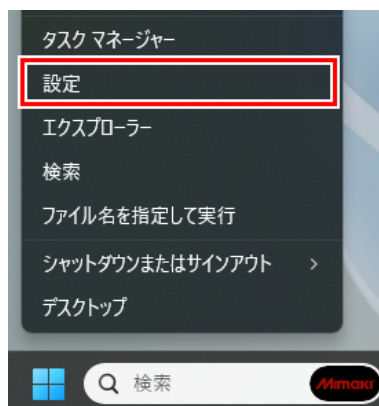 タスク マネージャー
設定
エクスプローラー
検索
ファイル名を指定して実行
シャットダウンまたはサインアウト
デスクトップ
検索
Mimaki